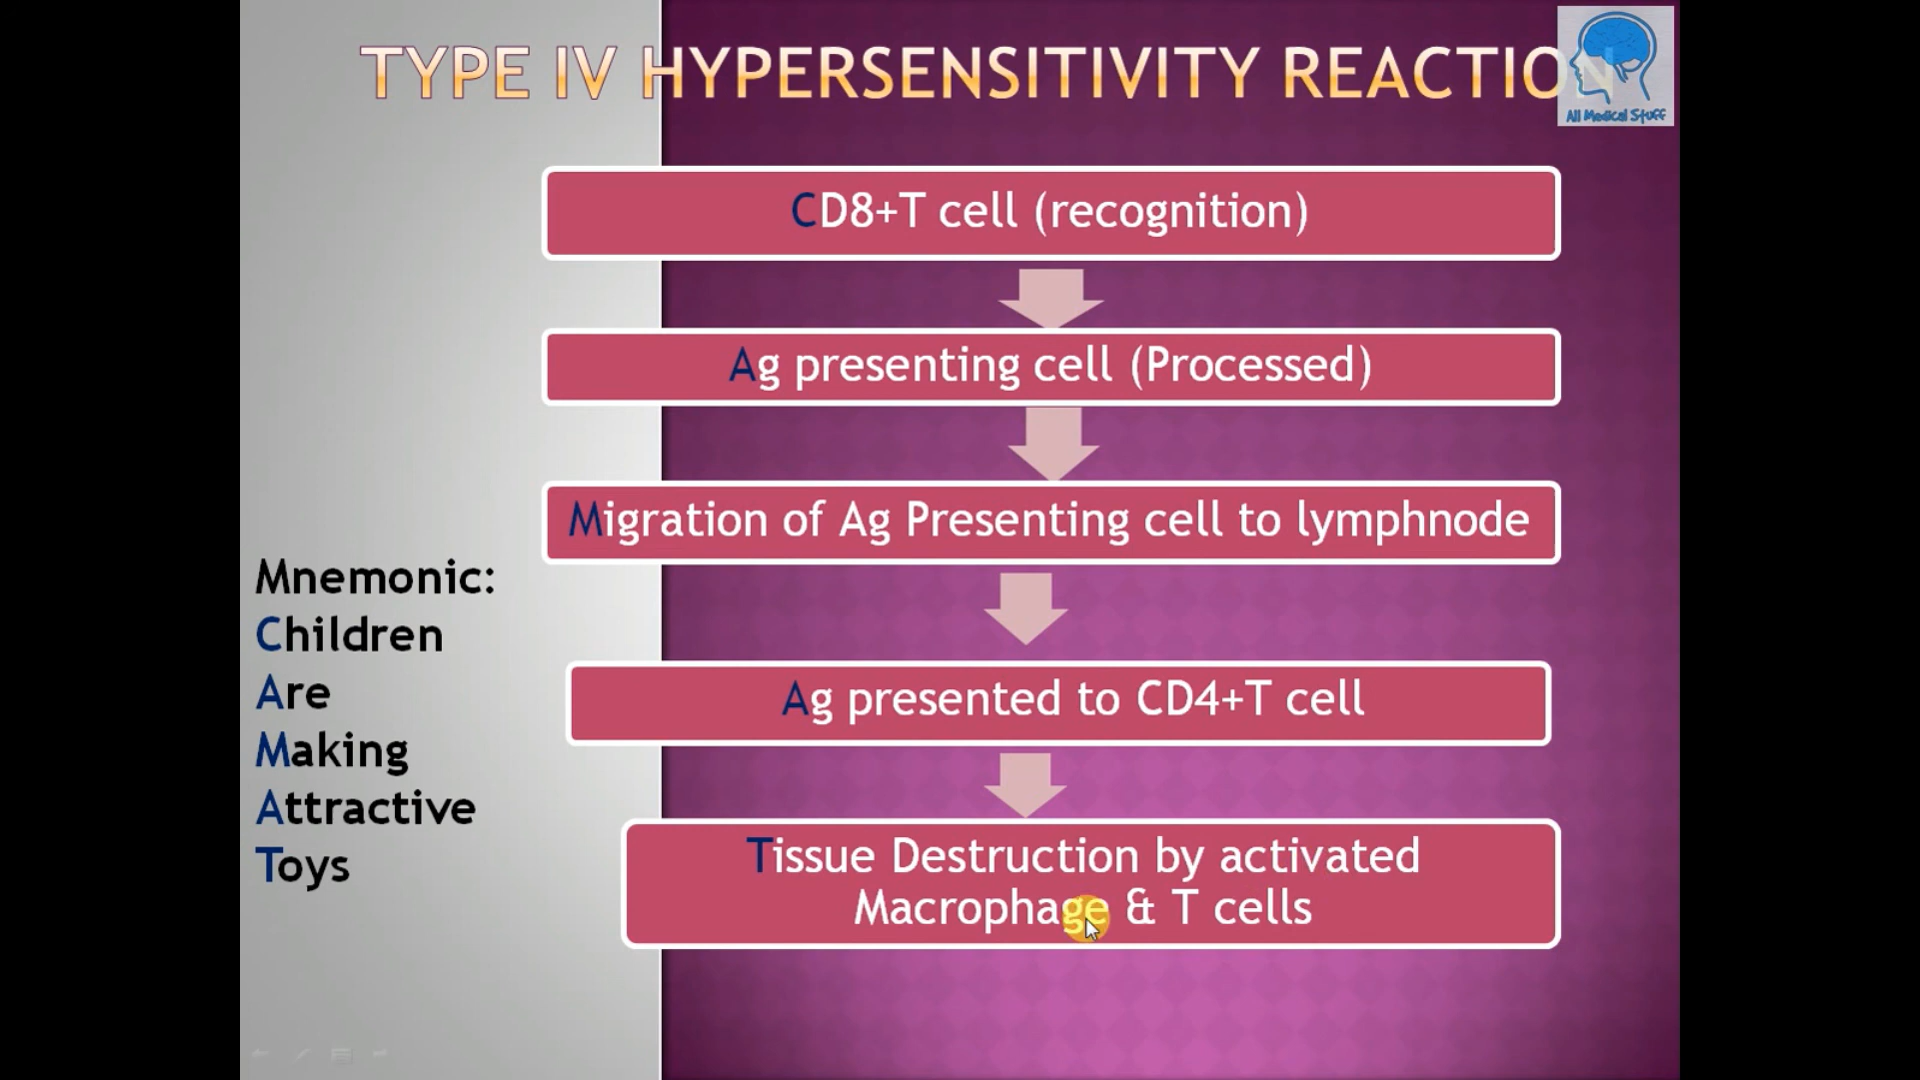 TYPE IV HYPERSENSITIVITY REACTION
All Medical Stuff
CD8+T cell (recognition)
Ag presenting cell (Processed)
Migration of Ag Presenting cell to lymphnode
Ag presented to CD4+T cell
Tissue Destruction by activated
Macrophage & T cells
Mnemonic:
Children
Are
Making
Attractive
Toys